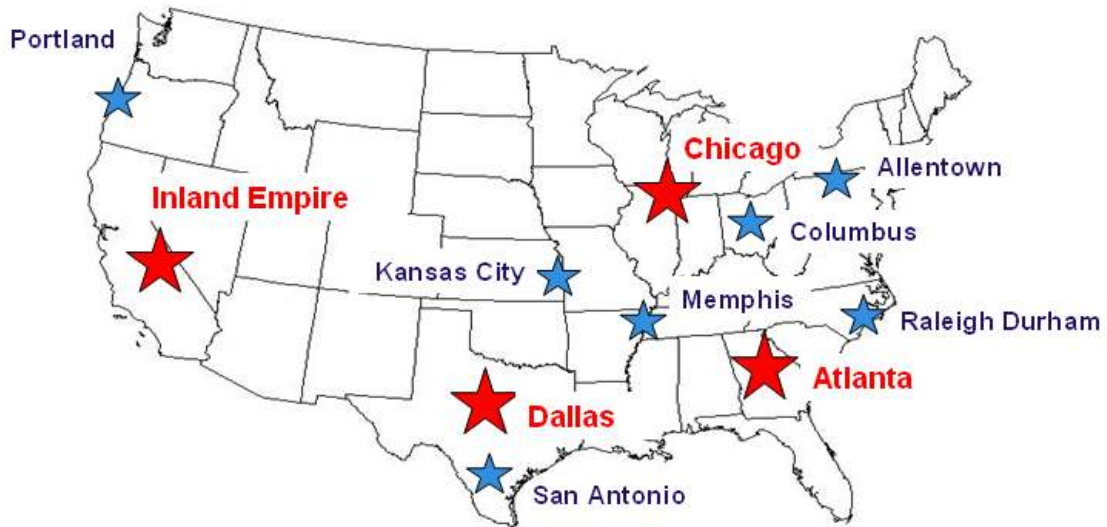 Portland
Chicago
Allentown
Inland Empire
Columbus
Kansas City
Memphis
Raleigh Durham
Atlanta
Dallas
San Antonio